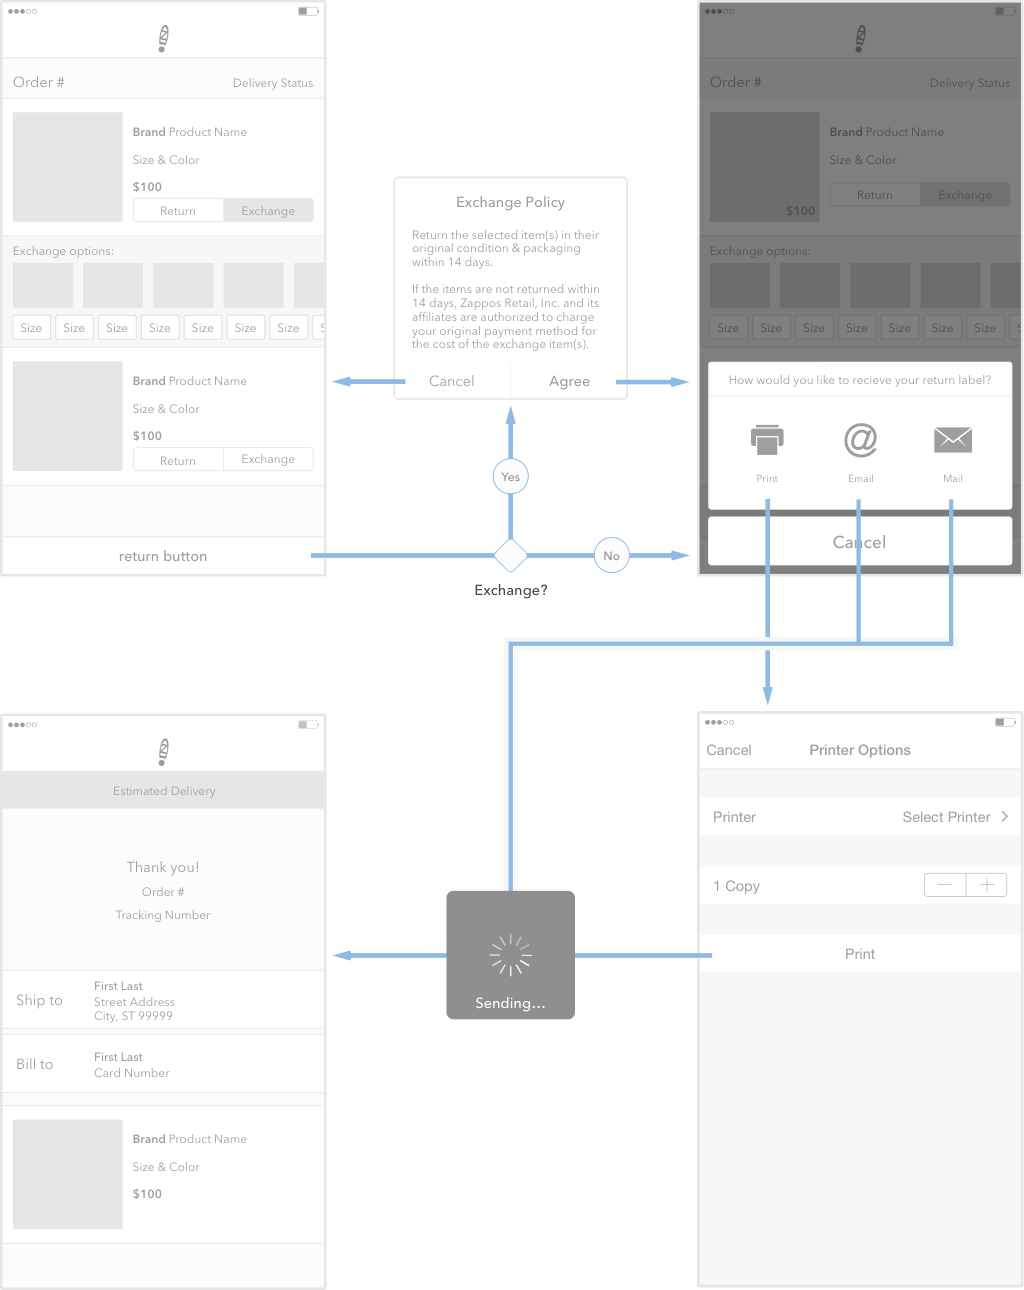 Order #
Delivery Status
Brand Product Name
Size & Color
$100
Return
Exchange
Exchange options:
Size
Size
Size
Size
Size
Size
Size
S
Brand Product Name
Size & Color
$100
Return
Exchange
return button
Exchange Policy
Return the selected item(s) in their
original condition & packaging
within 14 days.
If the items are not returned within
14 days, Zappos Retail, Inc. and its
affiliates are authorized to charge
your original payment method for
the cost of the exchange item(s).
Cancel
Agree
Yes
No
Exchange?
Order #
Delivery Status
Brand Product Name
Size & Color
$100
Return
Exchange
Exchange options:
Size
Size
Size
Size
Size
Size
Size
S
How would you like to recieve your return label?
Print
Email
Mail
Cancel
Estimated Delivery
Thank you!
Order #
Tracking Number
Ship to
First Last
Street Address
City, ST 99999
Bill to
First Last
Card Number
Brand Product Name
Size & Color
$100
Sending...
Cancel
Printer Options
Printer
Select Printer
1 Copy
Print